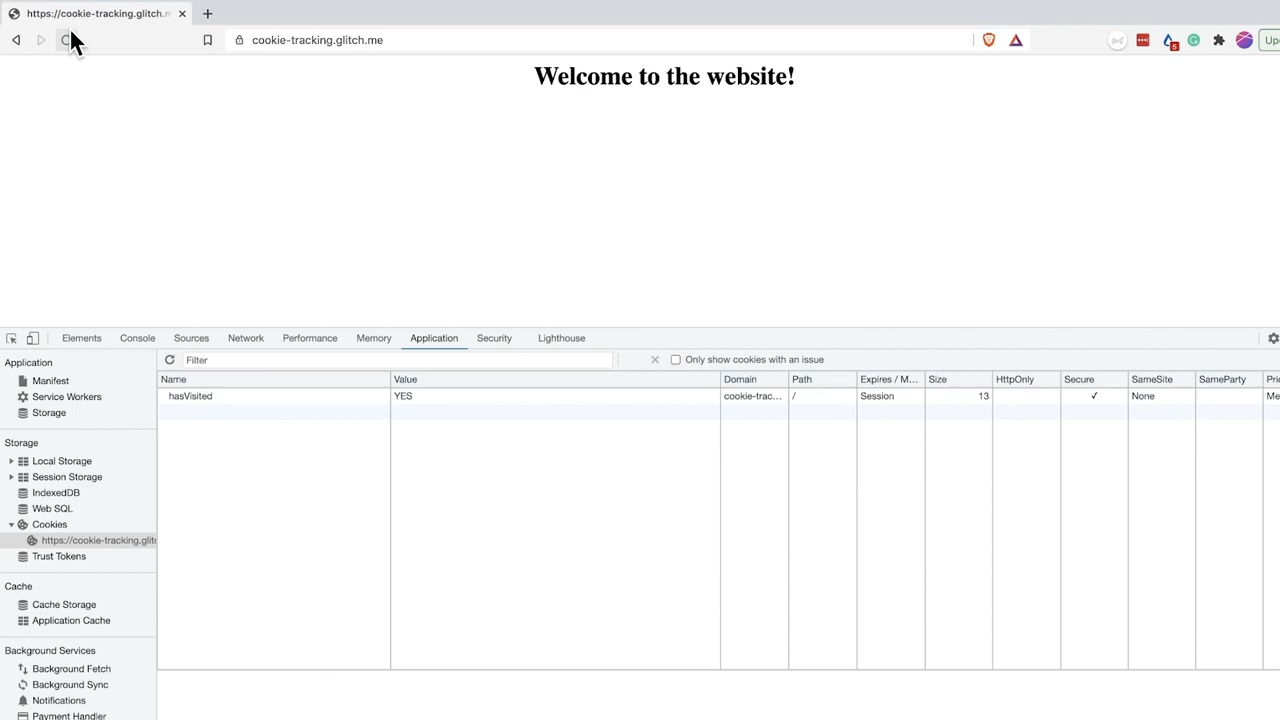 https://cookie-tracking.glitch.m
cookie-tracking.glitch.me
5
Up
Welcome to the website!
Elements Console Sources Network Performance Memory Application Security Lighthouse
Application
Manifest
Service Workers
Storage
Storage
Local Storage
Session Storage
IndexedDB
Web SQL
Cookies
https://cookie-tracking.glitc
Trust Tokens
Cache
Cache Storage
Application Cache
Background Services
Background Fetch
Background Sync
Notifications
Payment Handler
Filter Only show cookies with an issue
Name Value Domain Path Expires / M... Size HttpOnly Secure SameSite SameParty Prio
hasVisited YES cookie-trac... / Session 13 ✓ None Me